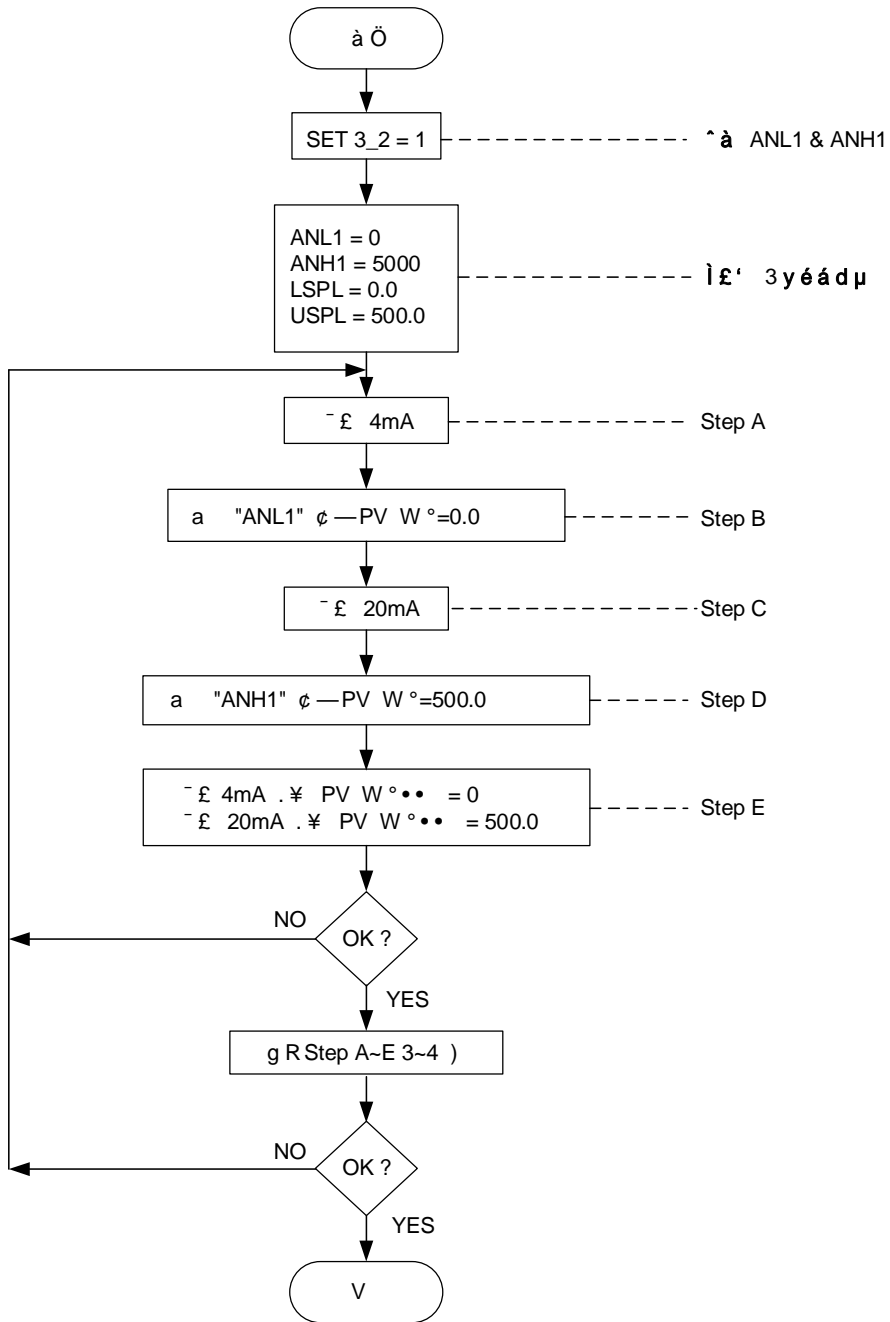 à Ö
SET 3_2 = 1
ˆ à ANL1 & ANH1
ANL1 = 0
ANH1 = 5000
LSPL = 0.0
USPL = 500.0
Ì £ ‘ 3 y é á d µ
¯ £ 4mA
Step A
a "ANL1" ¢ — PV W °=0.0
Step B
¯ £ 20mA
Step C
a "ANH1" ¢ — PV W °=500.0
Step D
¯ £ 4mA . ¥ PV W ° • • = 0
¯ £ 20mA . ¥ PV W ° • • = 500.0
Step E
NO
OK ?
YES
g R Step A~E 3~4 )
NO
OK ?
YES
V